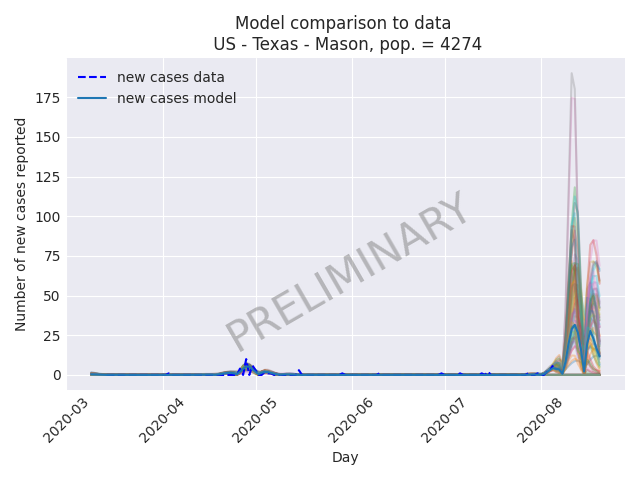 Model comparison to data
US - Texas - Mason, pop. = 4274
new cases data
new cases model
175
150
125
100
75
50
25
0
Number of new cases reported
PRELIMINARY
2020-03
2020-04
2020-05
2020-06
2020-07
2020-08
Day